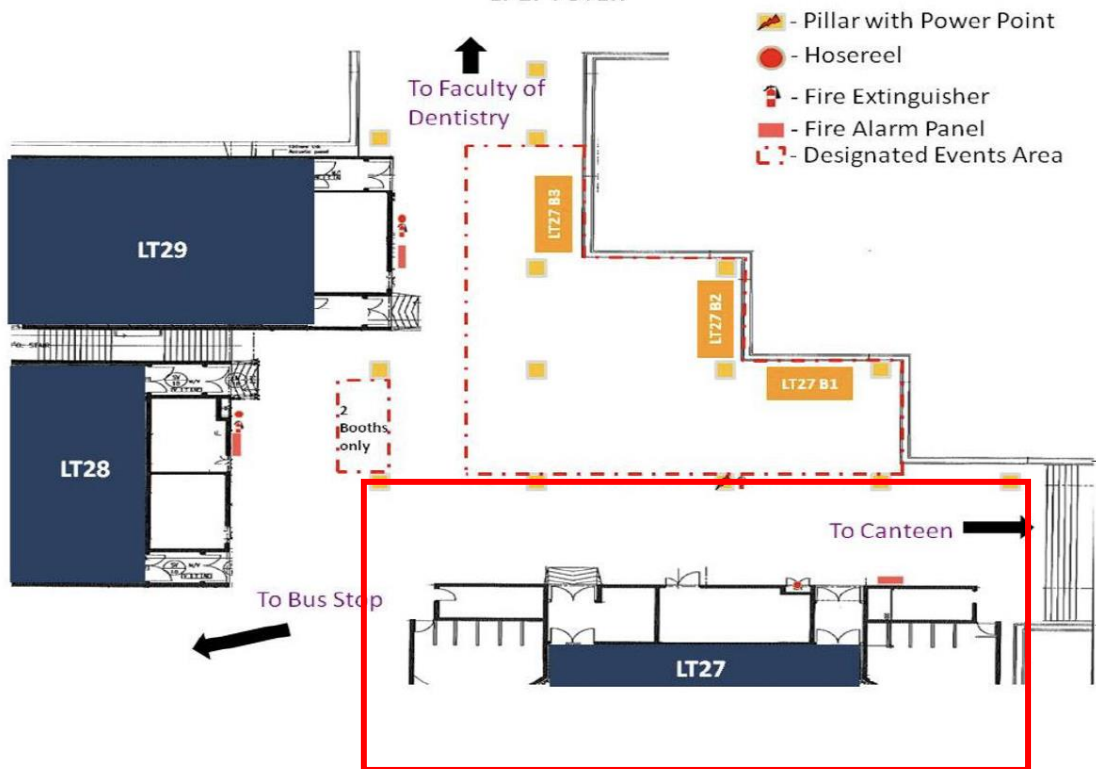 - Pillar with Power Point
- Hosereel
- Fire Extinguisher
- Fire Alarm Panel
- Designated Events Area
To Faculty of
Dentistry
LT29
LT27 B3
LT27 B2
LT27 B1
2
Booths
only
LT28
To Canteen
To Bus Stop
LT27